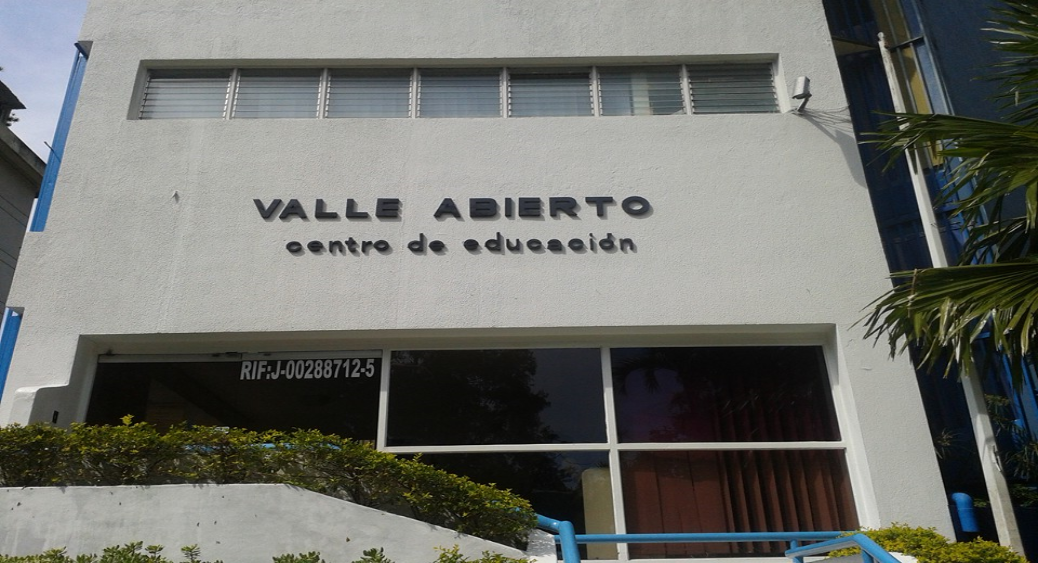 VALLE ABIERTO
centro de educación
RIF:J-00288712-5